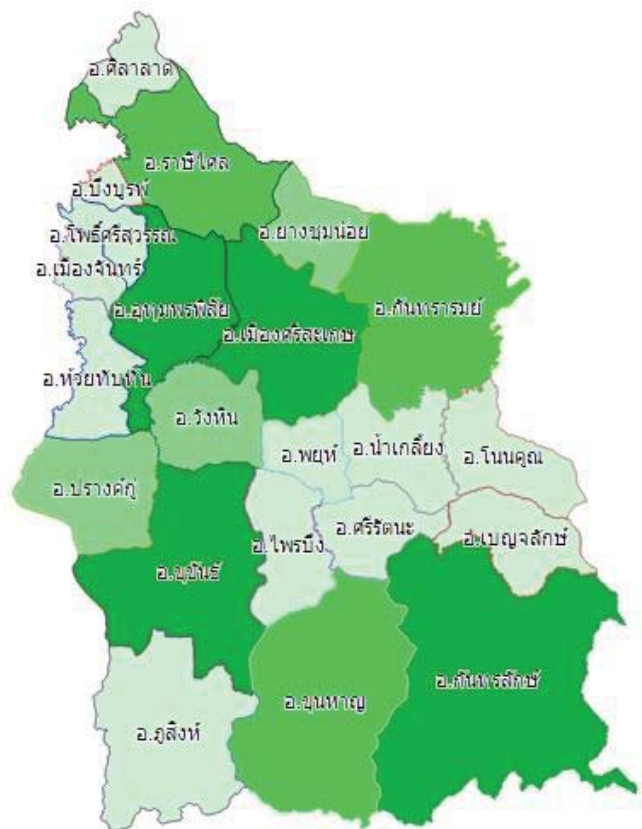 อ.ศิลาลาด
อ.ราษีไศล
อ.บึงบูรพ์
อ.ยางชุมน้อย
อ.โพธิ์ศรีสุวรรณ
อ.เมืองจันทร์
อ.อุทุมพรพิสัย
อ.กันทรารมย์
อ.เมืองศรีสะเกษ
อ.ห้วยทับทัน
อ.วังหิน
อ.พยุห์
อ.น้ำเกลี้ยง
อ.โนนคูณ
อ.ปรางค์กู่
อ.ศรีรัตนะ
อ.เบญจลักษ์
อ.ไพรบึง
อ.ขุขันธ์
อ.กันทรลักษ์
อ.ขุนหาญ
อ.ภูสิงห์